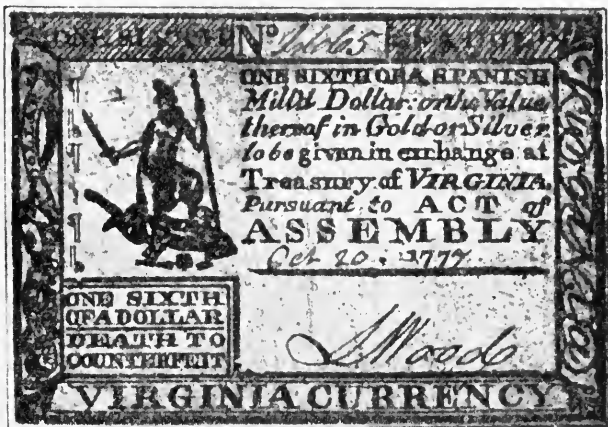 Nº
ONE SIXTH OF A SPANISH
Mill'd Dollar: or the Value
thereof in Gold or Silver
to be given in exchange at
Treasury of VIRGINIA.
Pursuant to ACT of
ASSEMBLY
Oct 20. 1777
ONE SIXTH
OF A DOLLAR
DEATH TO
COUNTERFEIT
J. Wood
VIRGINIA CURRENCY